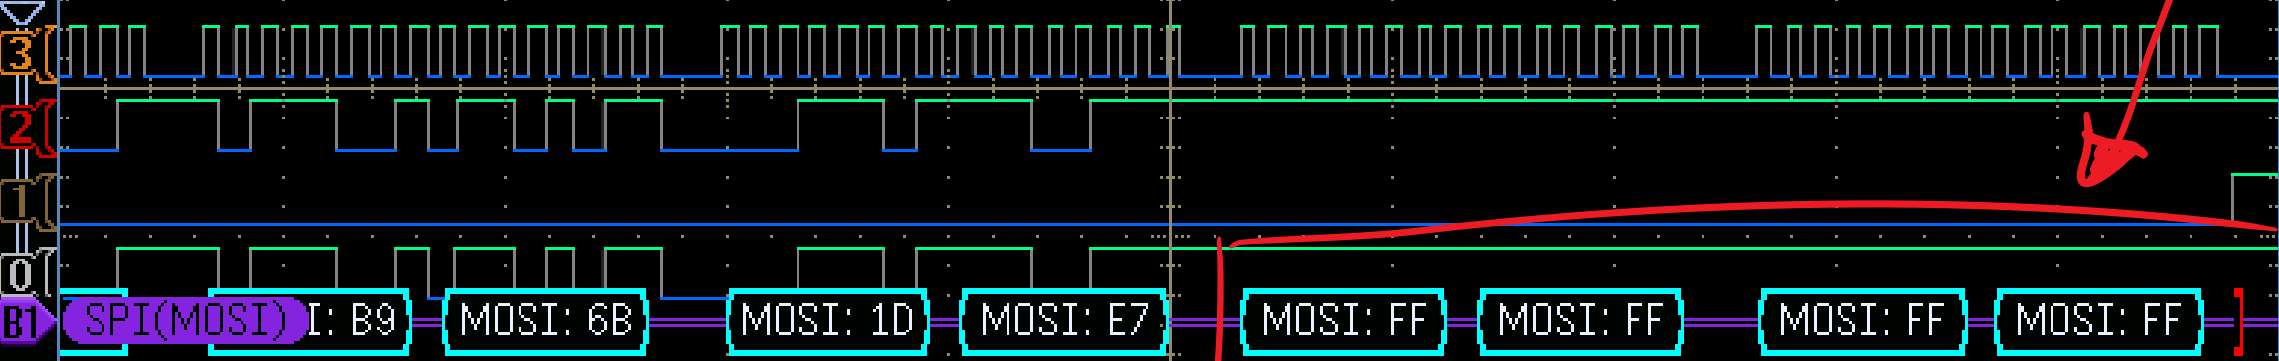 3
2
1
0
B1 SPI(MOSI) I: B9 MOSI: 6B MOSI: 1D MOSI: E7 MOSI: FF MOSI: FF MOSI: FF MOSI: FF